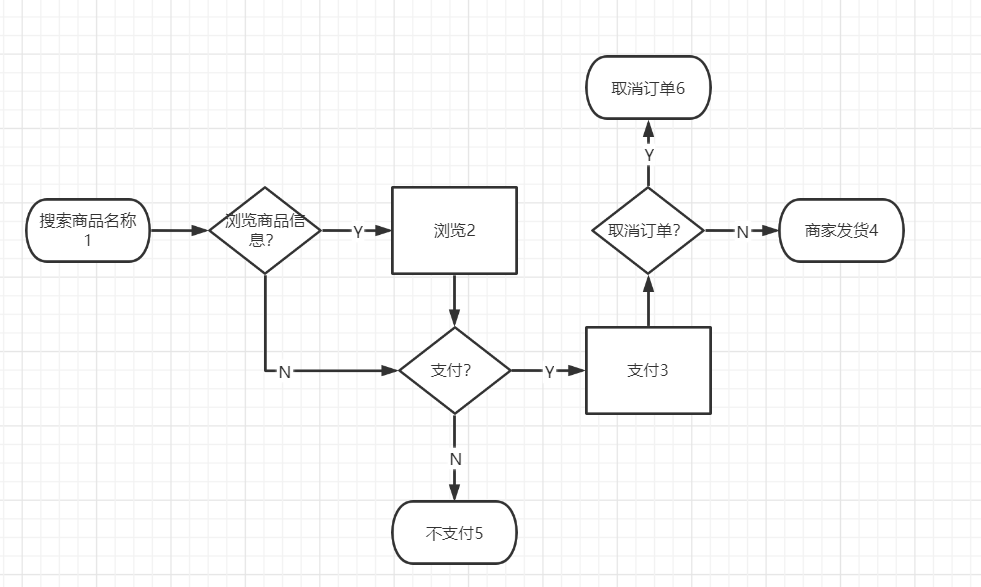 取消订单6
Y
搜索商品名称
1
浏览商品信
息？
Y
浏览2
取消订单？
N
商家发货4
N
支付？
Y
支付3
N
不支付5